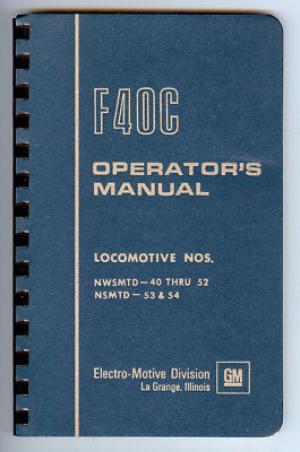 F40C
OPERATOR'S
MANUAL
LOCOMOTIVE NOS.
NWSMTD — 40 THRU 52
NSMTD — 53 & 54
Electro-Motive Division
La Grange, Illinois
GM